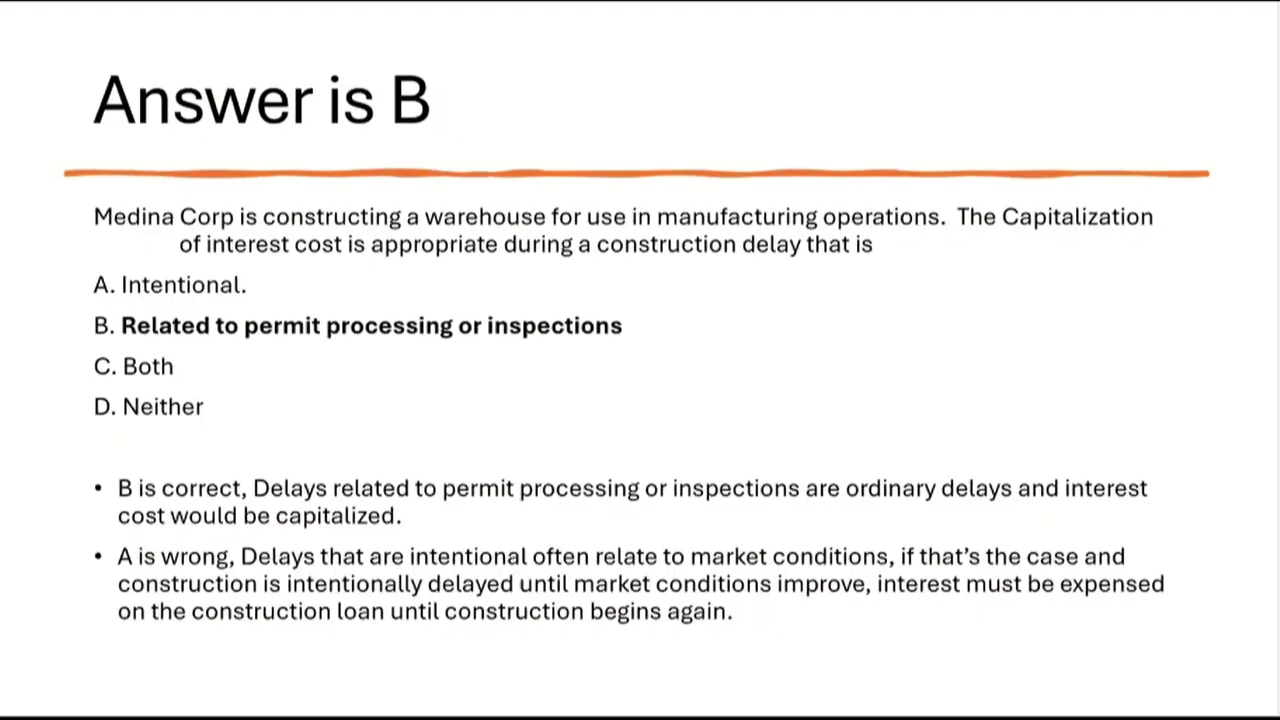 Answer is B
Medina Corp is constructing a warehouse for use in manufacturing operations.  The Capitalization
of interest cost is appropriate during a construction delay that is
A. Intentional.
B. Related to permit processing or inspections
C. Both
D. Neither
• B is correct, Delays related to permit processing or inspections are ordinary delays and interest
cost would be capitalized.
• A is wrong, Delays that are intentional often relate to market conditions, if that’s the case and
construction is intentionally delayed until market conditions improve, interest must be expensed
on the construction loan until construction begins again.